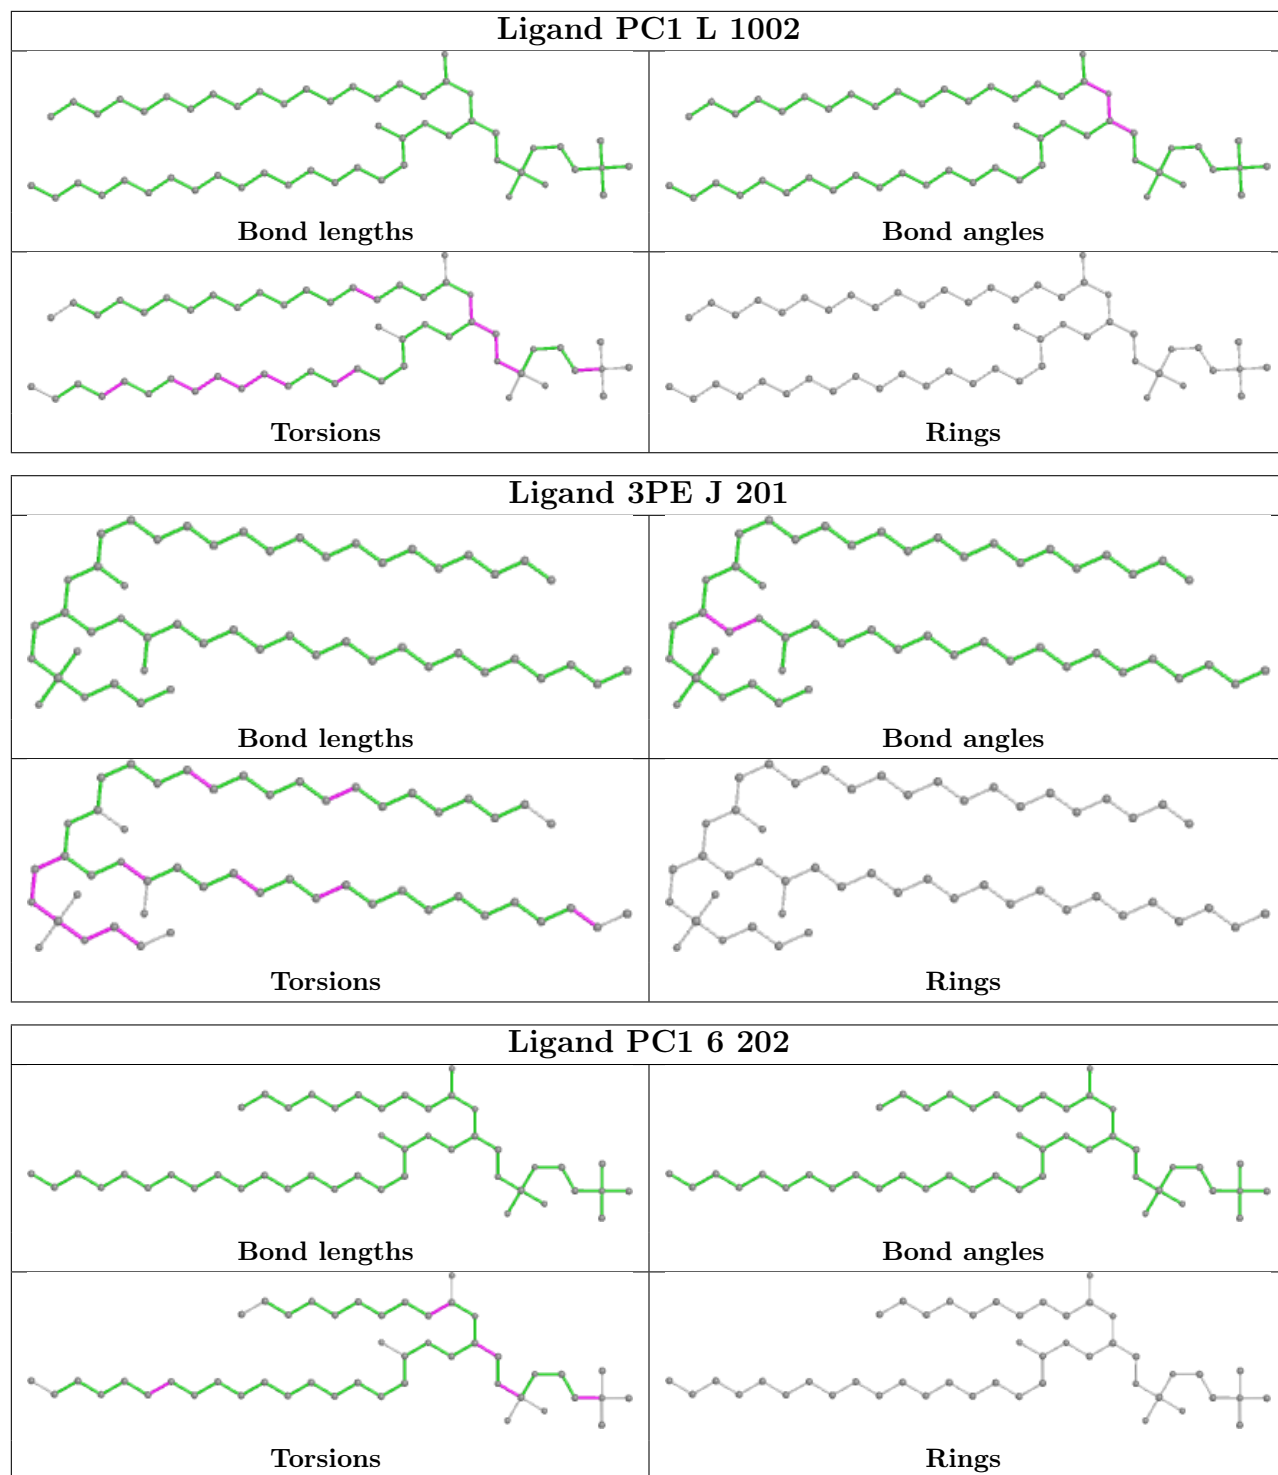 Ligand PC1 L 1002
Bond lengths
Bond angles
Torsions
Rings
Ligand 3PE J 201
Bond lengths
Bond angles
Torsions
Rings
Ligand PC1 6 202
Bond lengths
Bond angles
Torsions
Rings